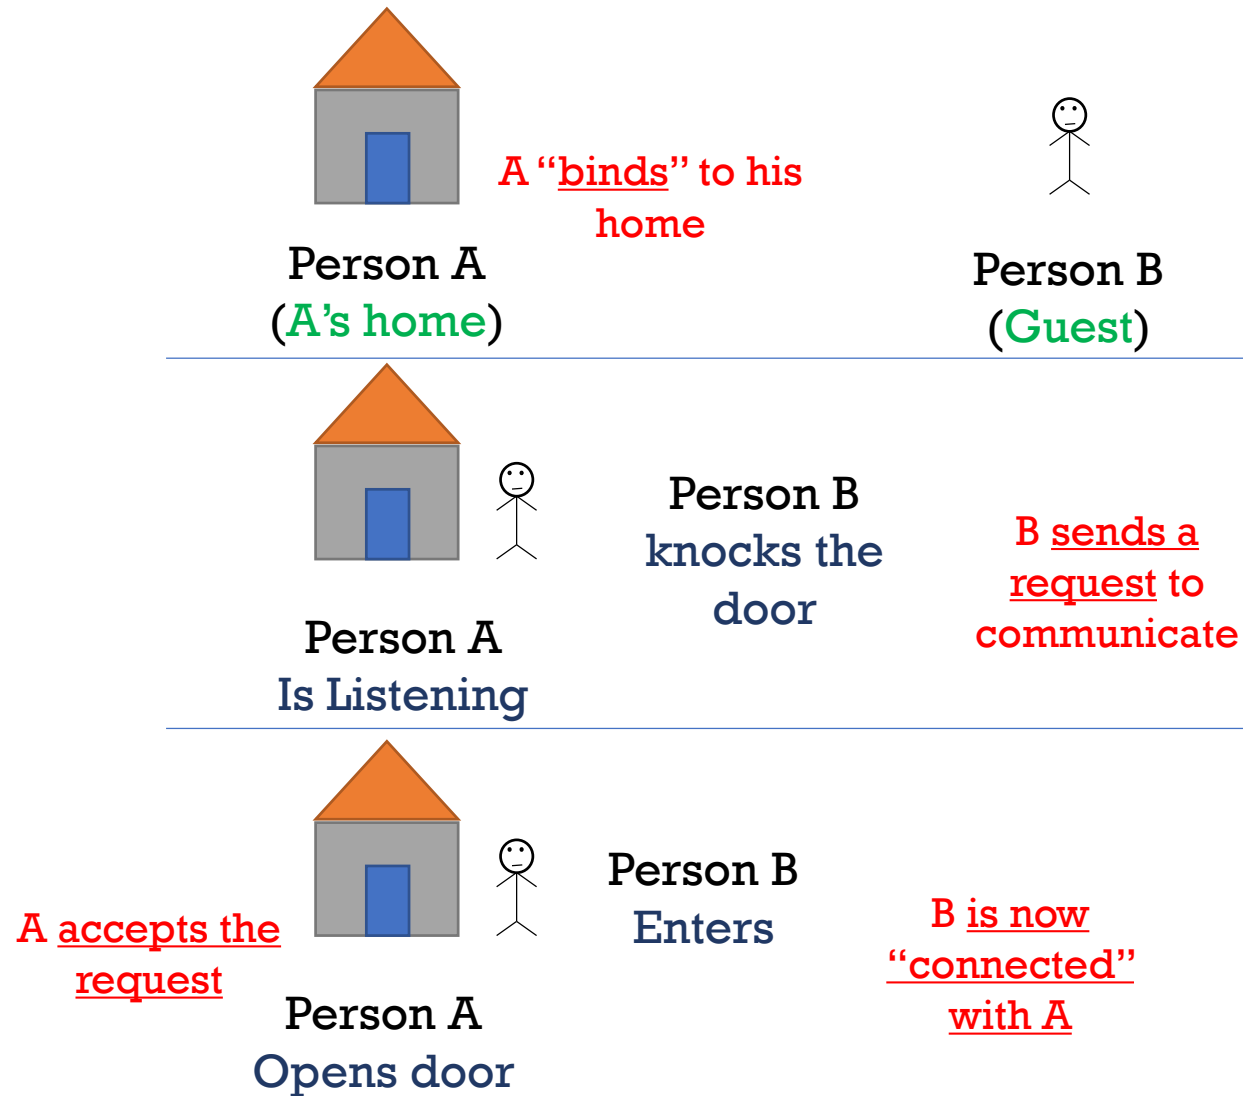 A “binds” to his
home
Person A
(A’s home)
Person B
(Guest)
Person A
Is Listening
Person B
knocks the
door
B sends a
request to
communicate
A accepts the
request
Person A
Opens door
Person B
Enters
B is now
“connected”
with A